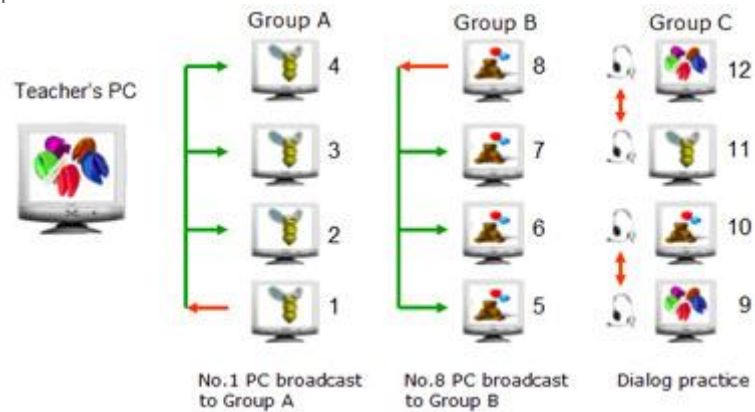 Group A
Group B
Group C
Teacher's PC
4
8
12
3
7
11
2
6
10
1
5
9
No.1 PC broadcast
to Group A
No.8 PC broadcast
to Group B
Dialog practice